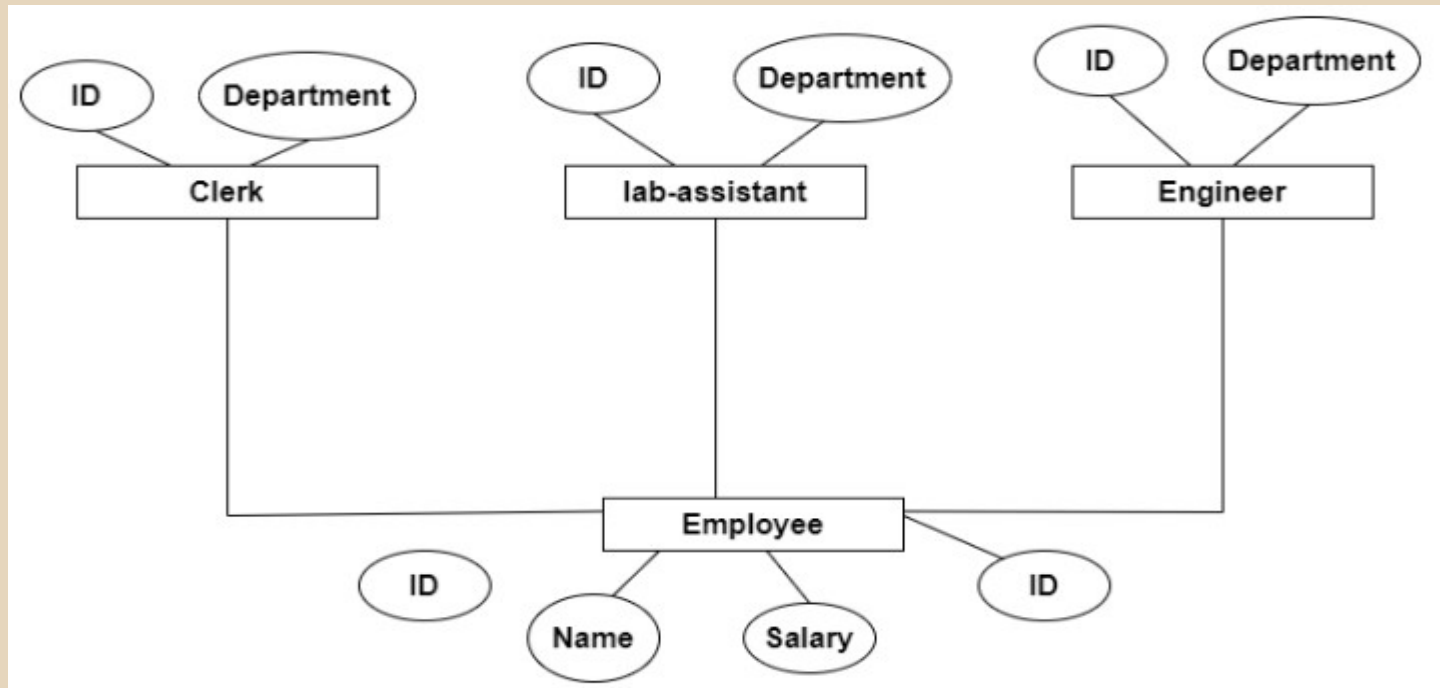 ID
Department
ID
Department
ID
Department
Clerk
lab-assistant
Engineer
Employee
ID
Name
Salary
ID